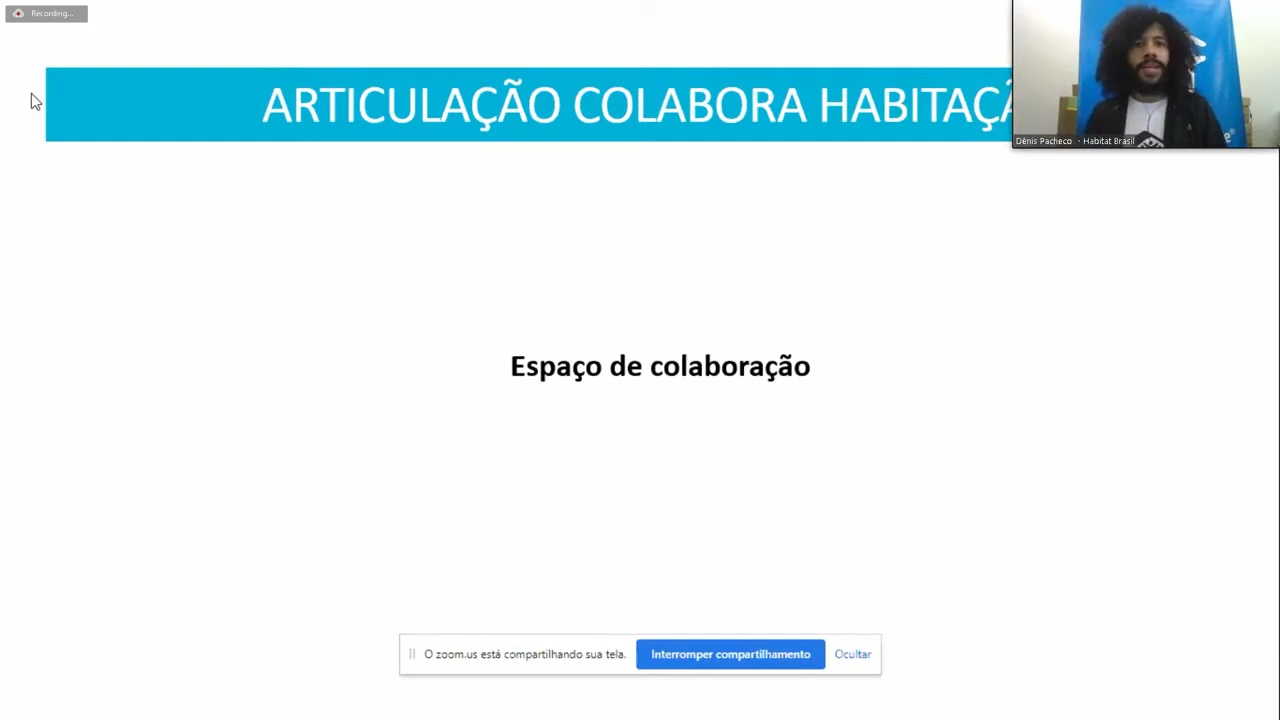 Recording...
ARTICULAÇÃO COLABORA HABITAÇÃ
Dênis Pacheco - Habitat Brasil
Espaço de colaboração
O zoom.us está compartilhando sua tela.
Interromper compartilhamento
Ocultar